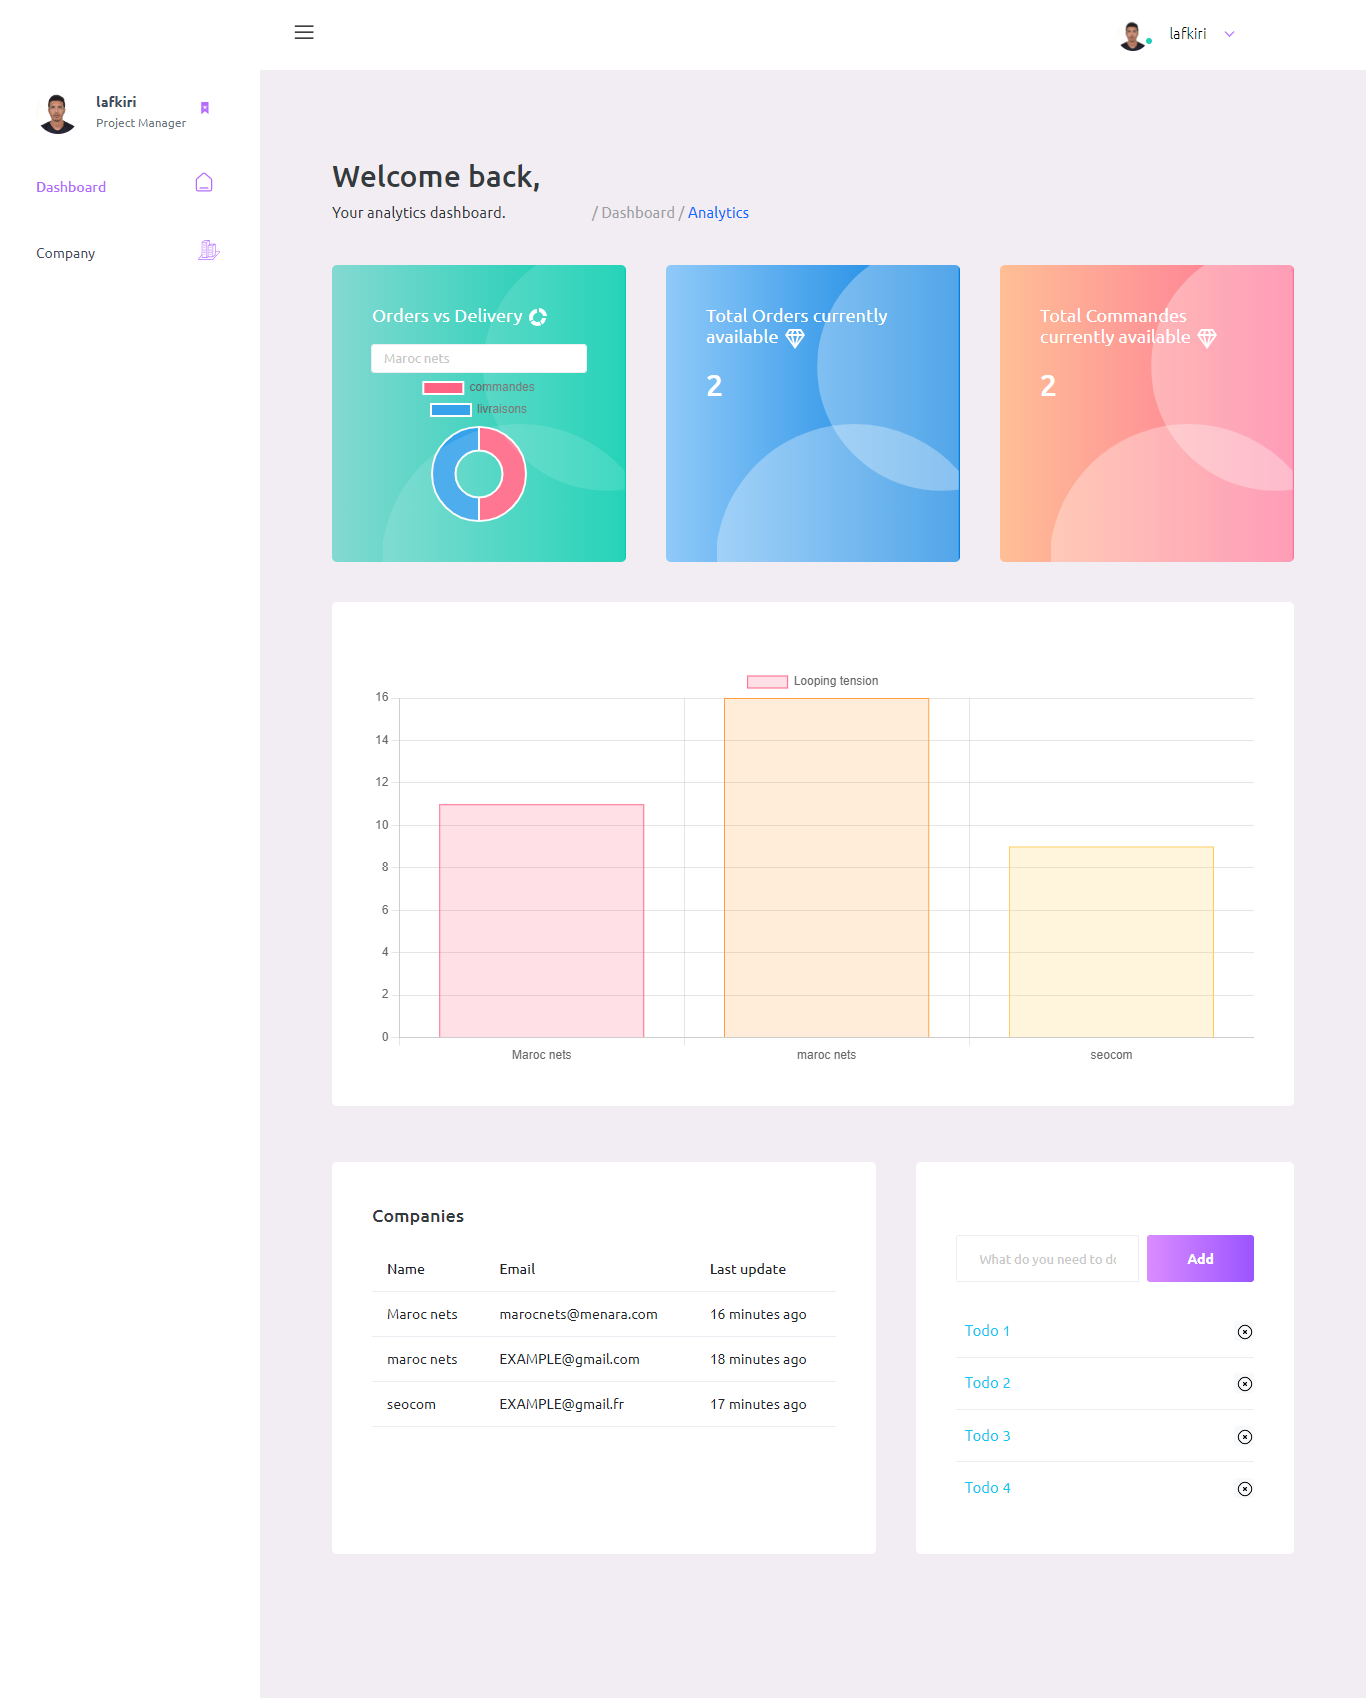 lafkiri
lafkiri
Project Manager
Dashboard
Company
Welcome back,
Your analytics dashboard.
/ Dashboard / Analytics
Orders vs Delivery
Maroc nets
commandes
livraisons
Total Orders currently
available
2
Total Commandes
currently available
2
Looping tension
16
14
12
10
8
6
4
2
0
Maroc nets
maroc nets
seocom
Companies
Name Email Last update
Maroc nets marocnets@menara.com 16 minutes ago
maroc nets EXAMPLE@gmail.com 18 minutes ago
seocom EXAMPLE@gmail.fr 17 minutes ago
What do you need to do
Add
Todo 1
Todo 2
Todo 3
Todo 4